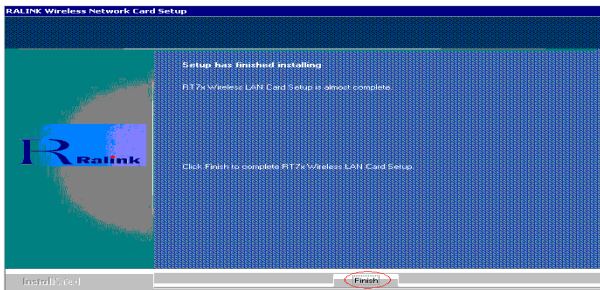 RALINK Wireless Network Card Setup
Setup has finished installing
RT7x Wireless LAN Card Setup is almost complete.
Ralink
Click Finish to complete RT7x Wireless LAN Card Setup.
InstallShield
Finish